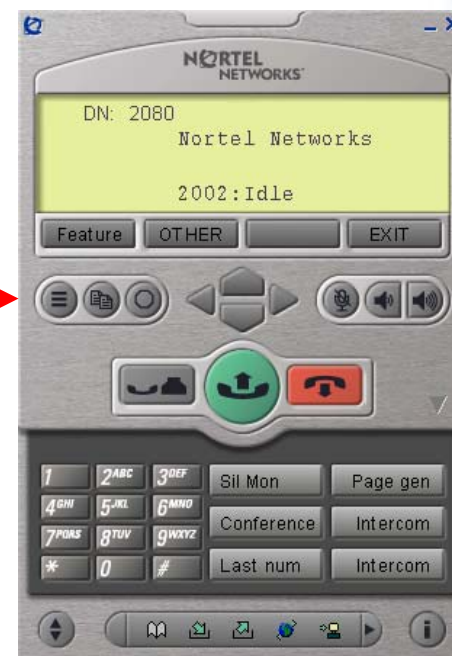 NORTEL
NETWORKS
DN: 2080
Nortel Networks
2002:Idle
Feature OTHER EXIT
1 2ABC 3DEF Sil Mon Page gen
4GHI 5JKL 6MNO Conference Intercom
7PQRS 8TUV 9WXYZ
* 0 # Last num Intercom
i